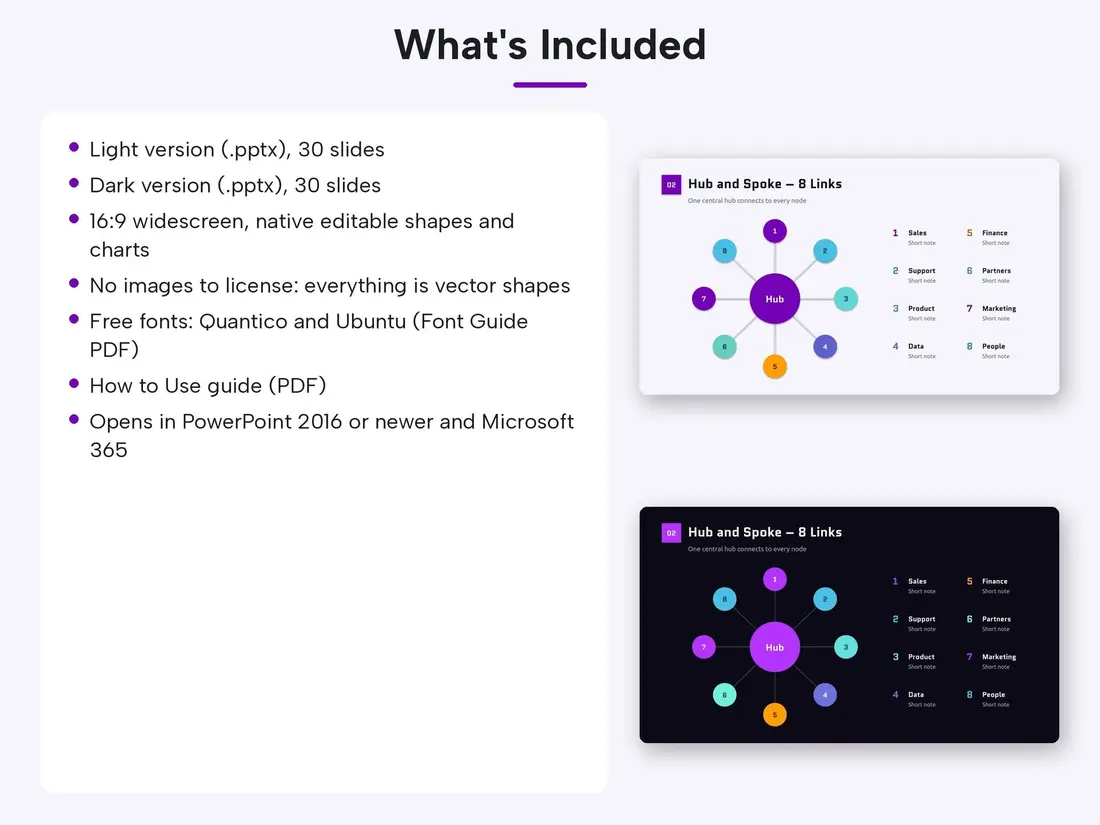 What's Included
Light version (.pptx), 30 slides
Dark version (.pptx), 30 slides
16:9 widescreen, native editable shapes and
charts
No images to license: everything is vector shapes
Free fonts: Quantico and Ubuntu (Font Guide
PDF)
How to Use guide (PDF)
Opens in PowerPoint 2016 or newer and Microsoft
365
02 Hub and Spoke – 8 Links
One central hub connects to every node
1
8 2
7 Hub 3
6 4
5
1 Sales 5 Finance
Short note Short note
2 Support 6 Partners
Short note Short note
3 Product 7 Marketing
Short note Short note
4 Data 8 People
Short note Short note
02 Hub and Spoke – 8 Links
One central hub connects to every node
1
8 2
7 Hub 3
6 4
5
1 Sales 5 Finance
Short note Short note
2 Support 6 Partners
Short note Short note
3 Product 7 Marketing
Short note Short note
4 Data 8 People
Short note Short note